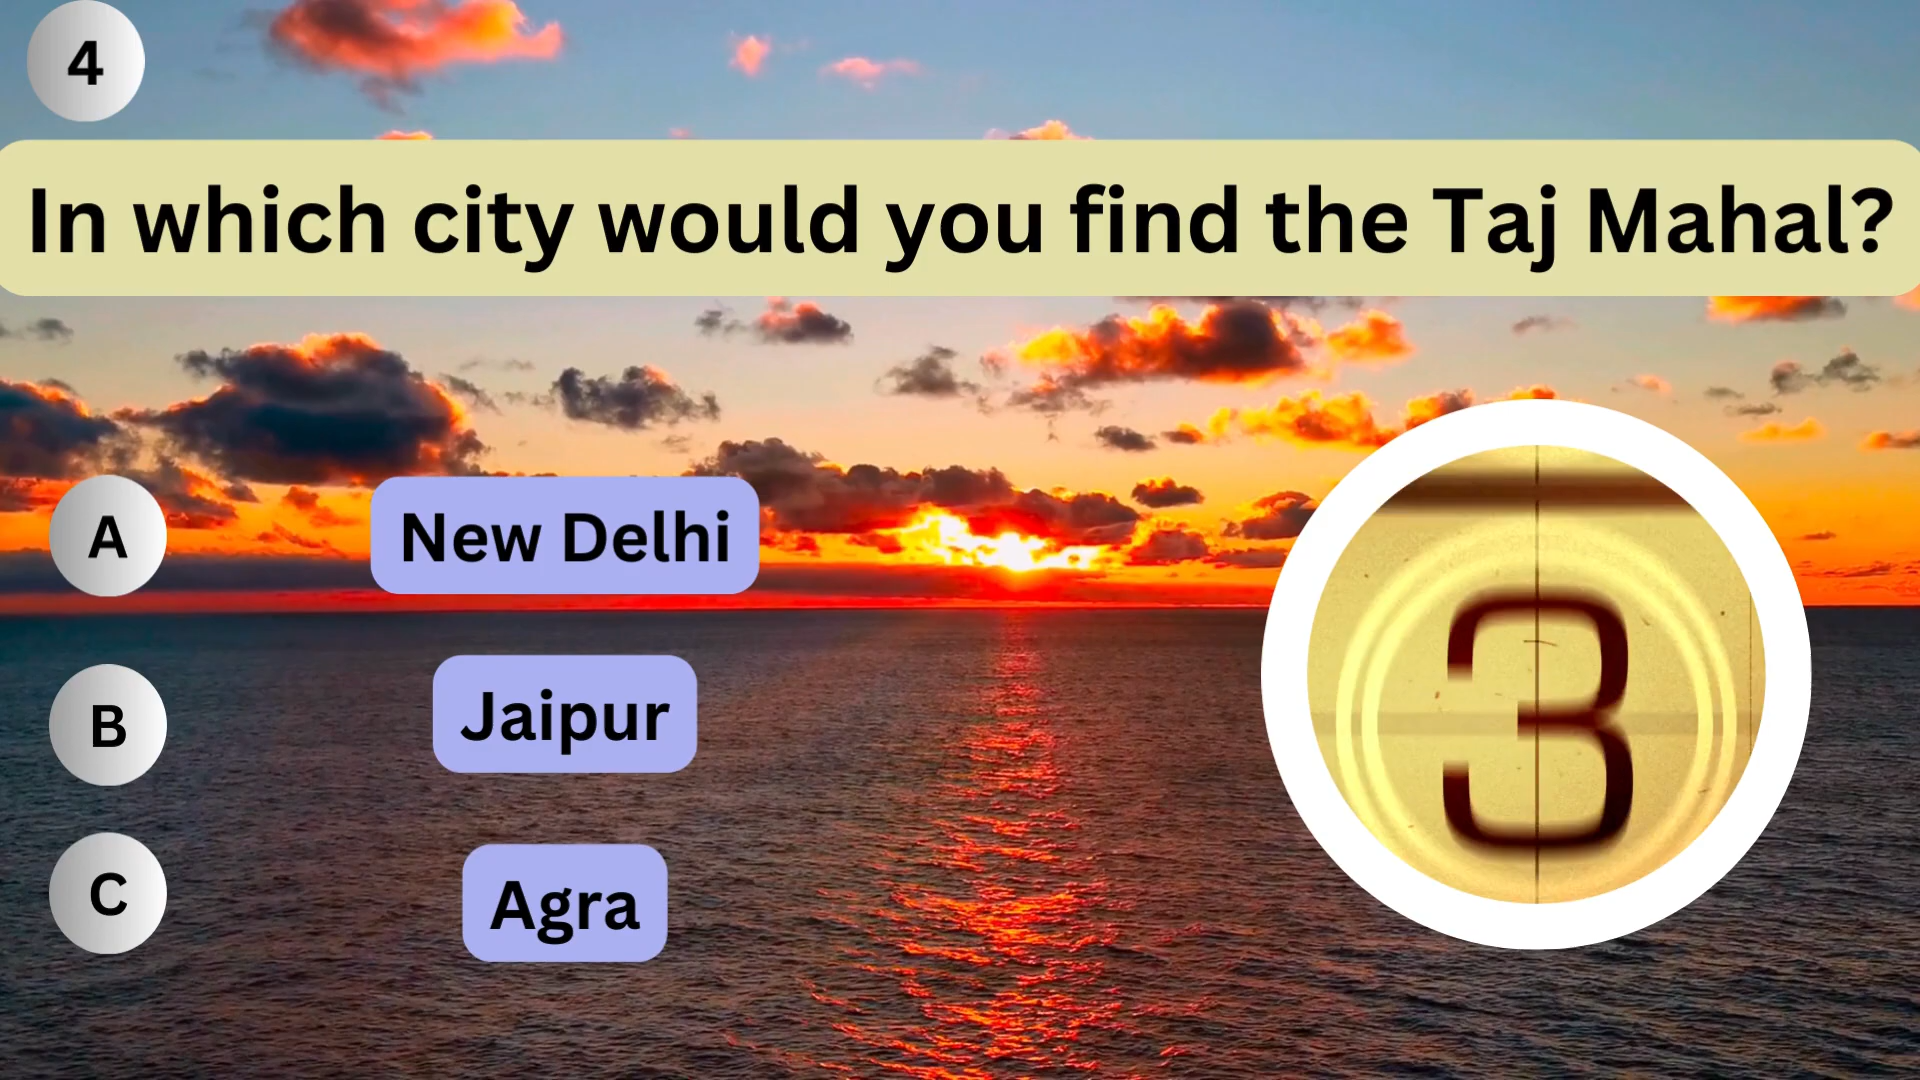 4
In which city would you find the Taj Mahal?
A
New Delhi
B
Jaipur
3
C
Agra